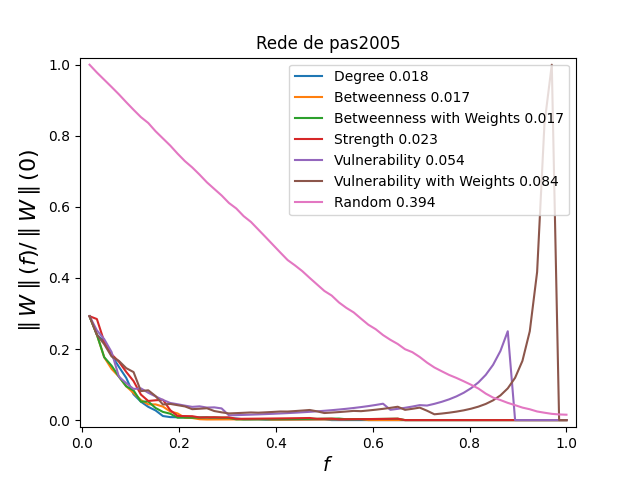 Rede de pas2005
Degree 0.018
Betweenness 0.017
Betweenness with Weights 0.017
Strength 0.023
Vulnerability 0.054
Vulnerability with Weights 0.084
Random 0.394
∥ W ∥ (f)/ ∥ W ∥ (0)
1.0
0.8
0.6
0.4
0.2
0.0
0.0 0.2 0.4 0.6 0.8 1.0
f